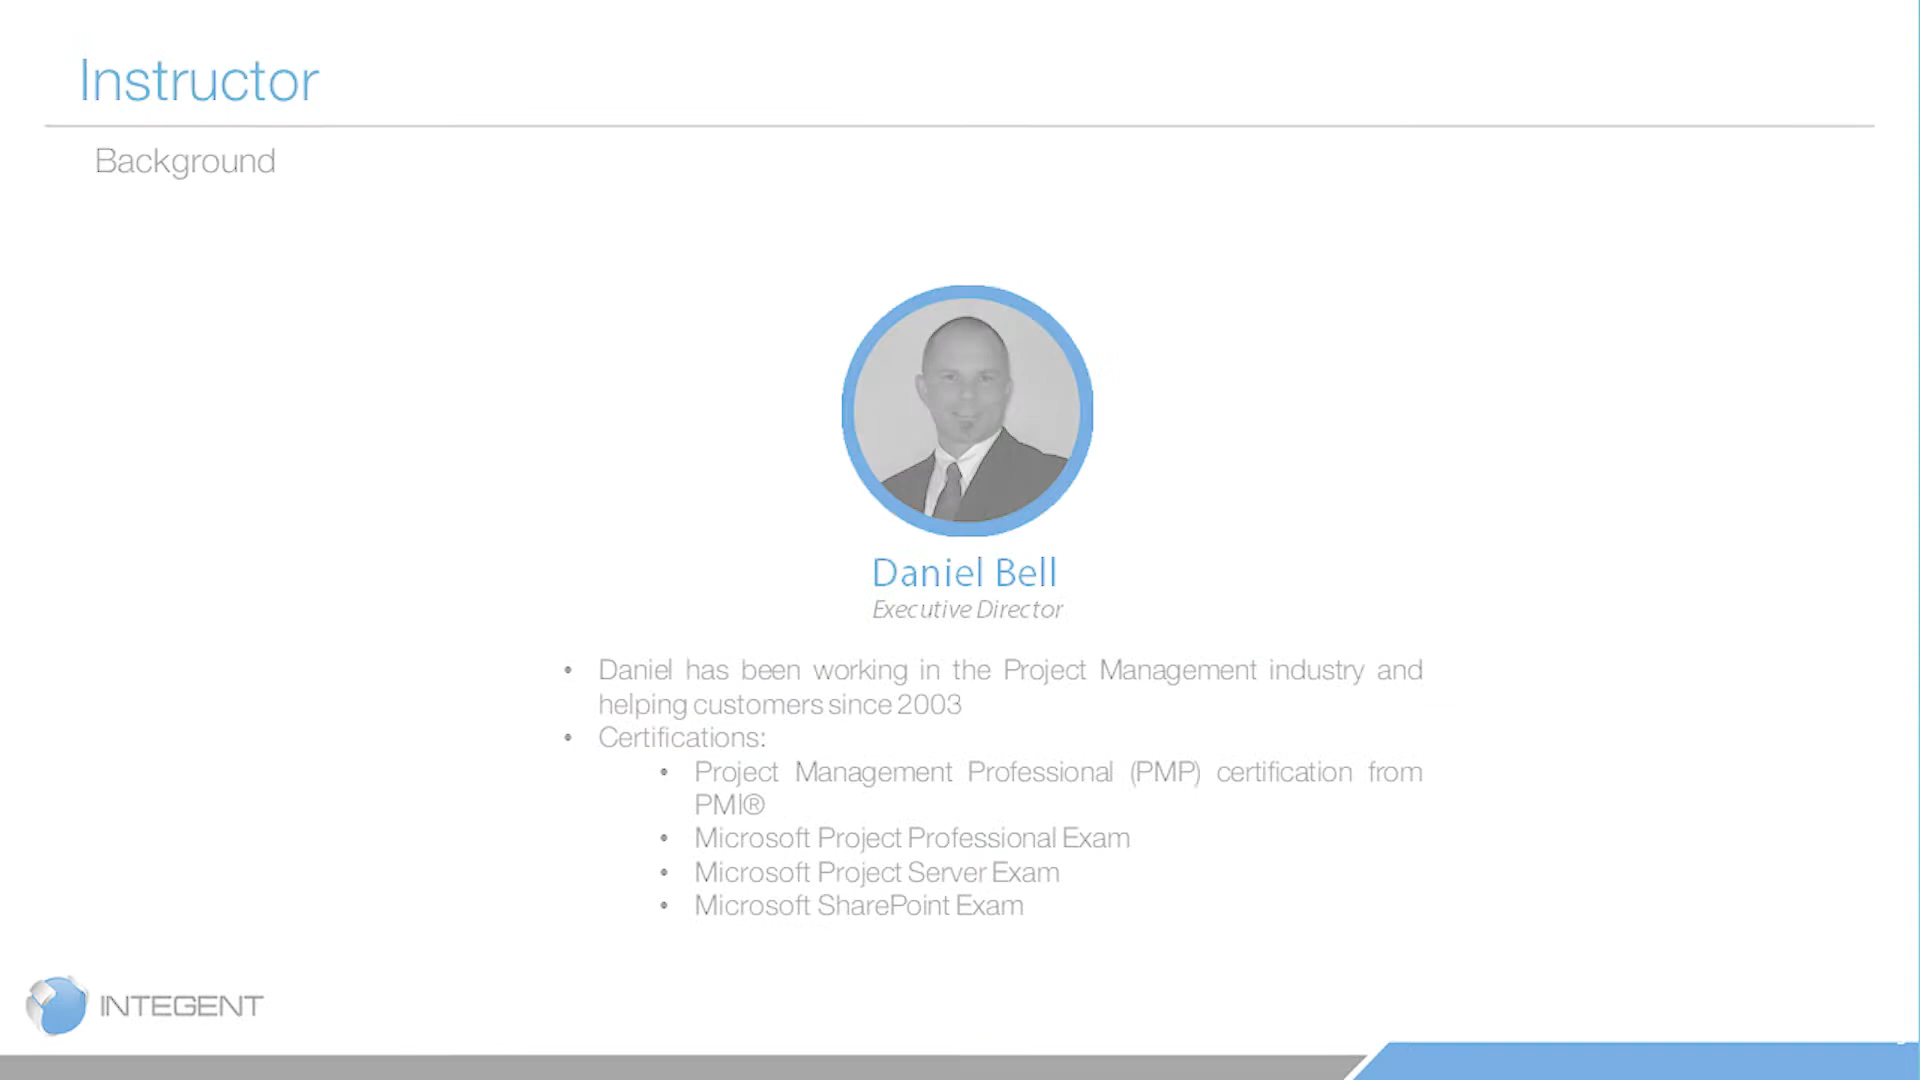 Instructor
Background
Daniel Bell
Executive Director
• Daniel has been working in the Project Management industry and
helping customers since 2003
• Certifications:
• Project Management Professional (PMP) certification from
PMI®
• Microsoft Project Professional Exam
• Microsoft Project Server Exam
• Microsoft SharePoint Exam
INTEGENT